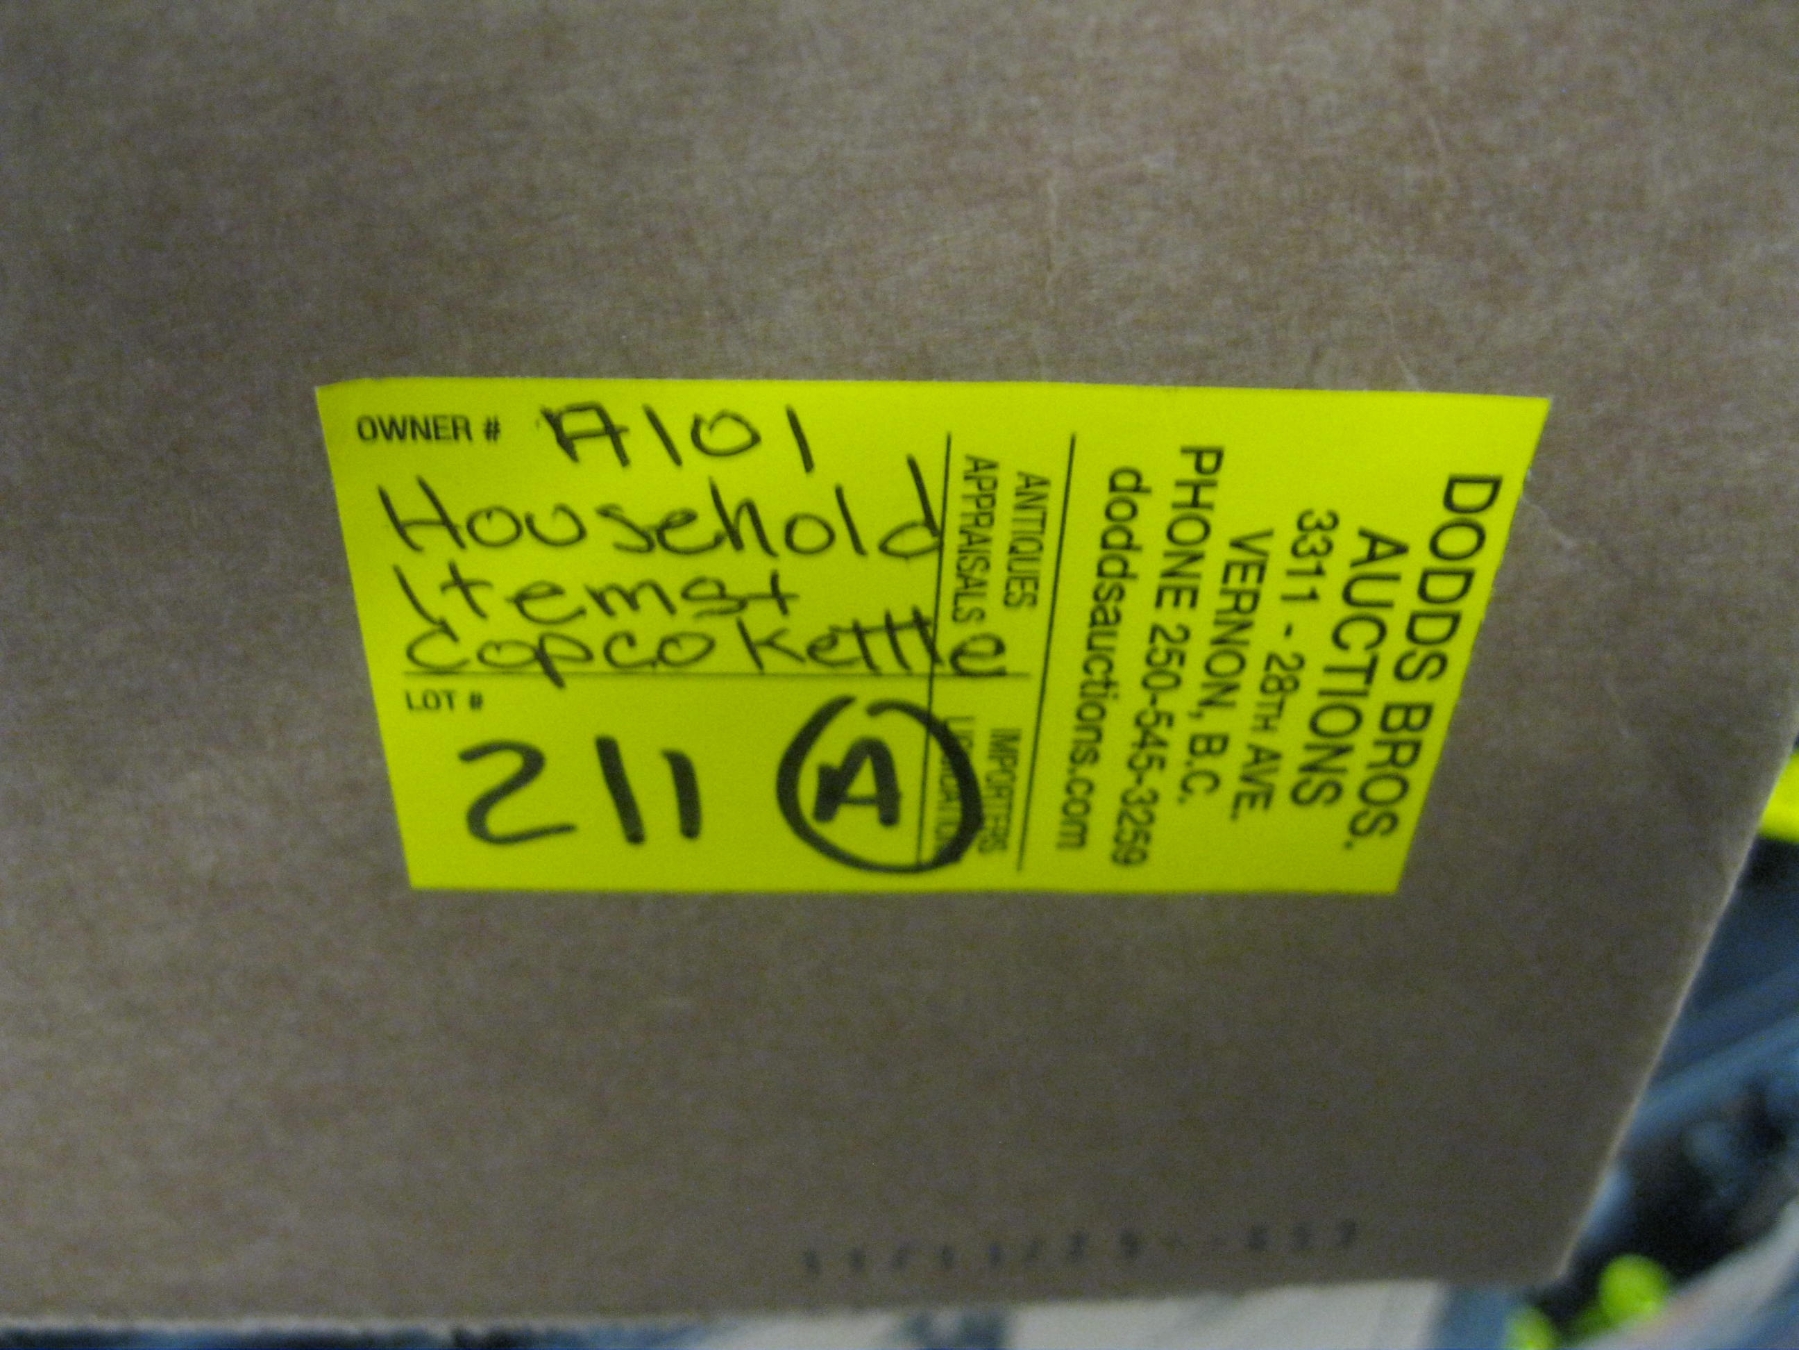 OWNER # A101
Household
Items +
Copco Kettle
LOT #
211 A
ANTIQUES
APPRAISALS
IMPORTERS
LIQUIDATIONS
DODDS BROS.
AUCTIONS
3311 - 28TH AVE.
VERNON, B.C.
PHONE 250-545-3259
doddsauctions.com